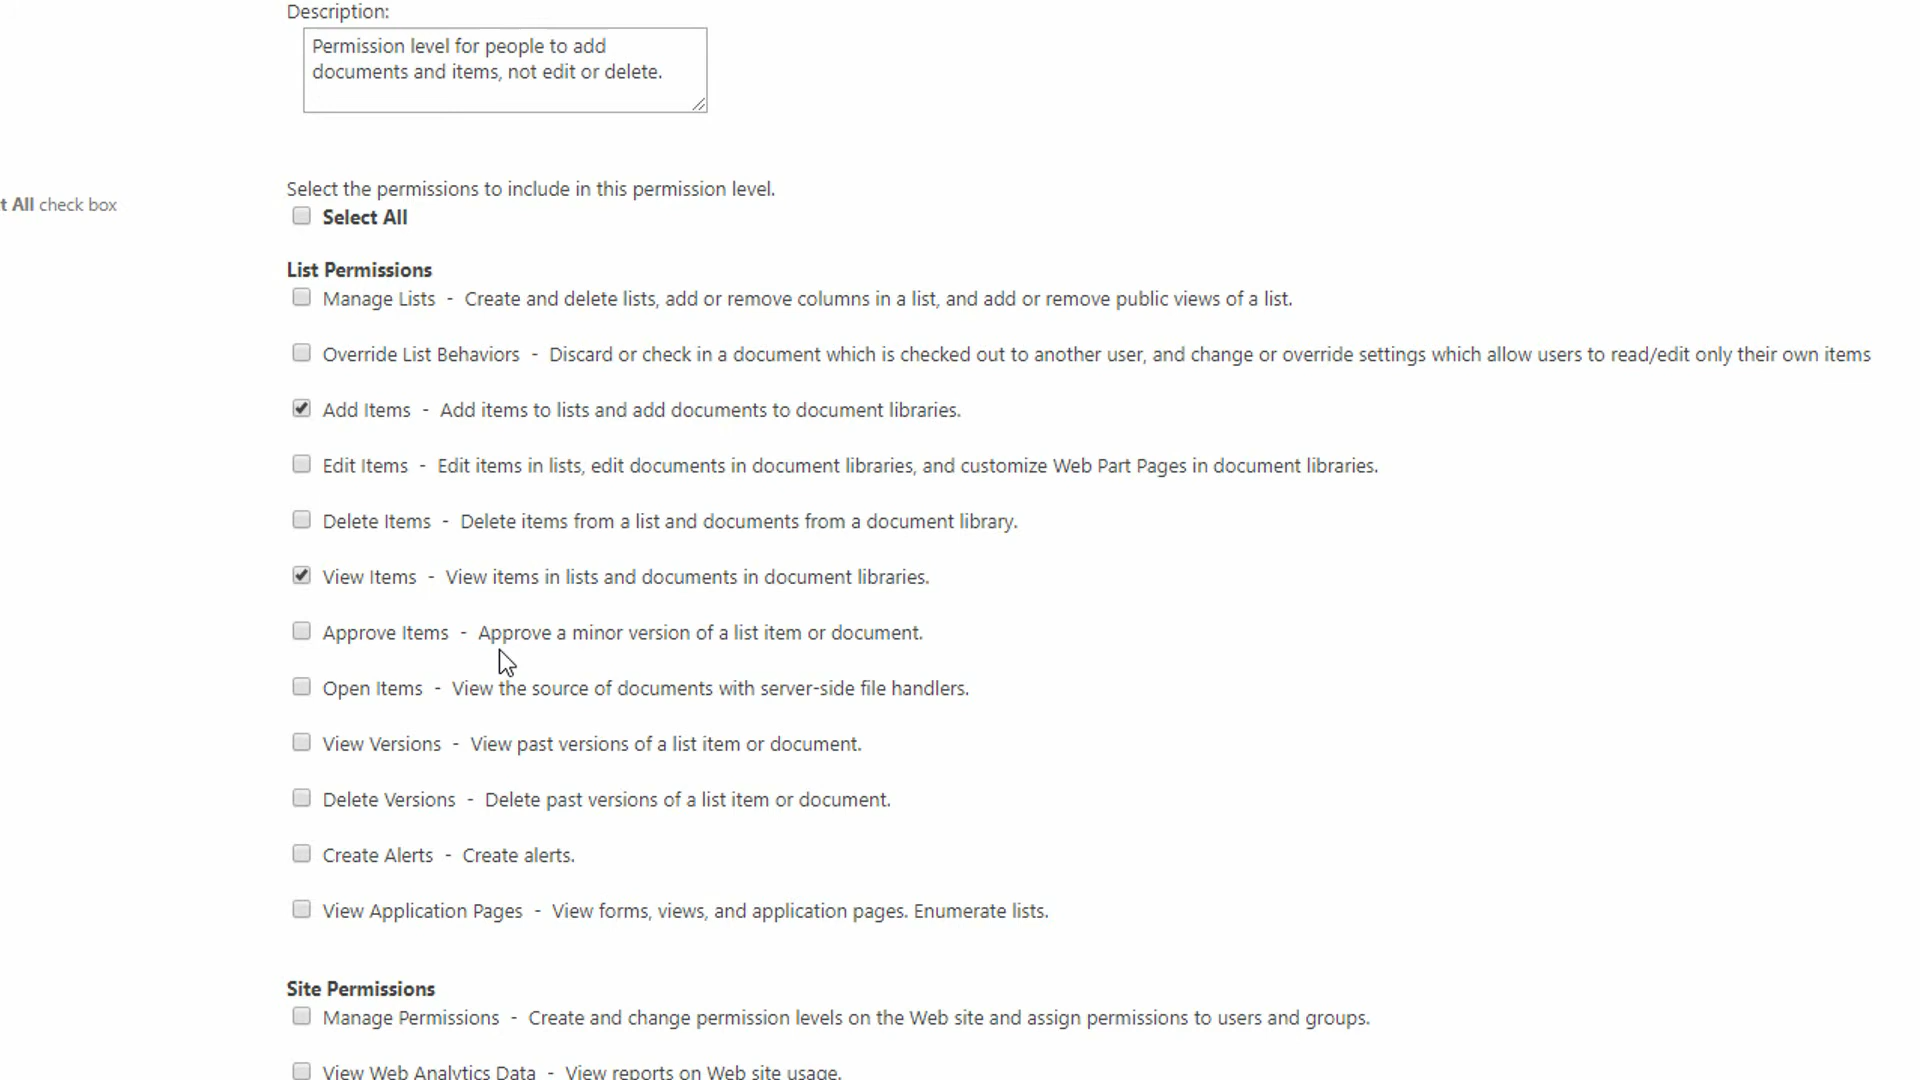 Description:
Permission level for people to add
documents and items, not edit or delete.
Select the permissions to include in this permission level.
t All check box
Select All
List Permissions
Manage Lists - Create and delete lists, add or remove columns in a list, and add or remove public views of a list.
Override List Behaviors - Discard or check in a document which is checked out to another user, and change or override settings which allow users to read/edit only their own items
Add Items - Add items to lists and add documents to document libraries.
Edit Items - Edit items in lists, edit documents in document libraries, and customize Web Part Pages in document libraries.
Delete Items - Delete items from a list and documents from a document library.
View Items - View items in lists and documents in document libraries.
Approve Items - Approve a minor version of a list item or document.
Open Items - View the source of documents with server-side file handlers.
View Versions - View past versions of a list item or document.
Delete Versions - Delete past versions of a list item or document.
Create Alerts - Create alerts.
View Application Pages - View forms, views, and application pages. Enumerate lists.
Site Permissions
Manage Permissions - Create and change permission levels on the Web site and assign permissions to users and groups.
View Web Analytics Data - View reports on Web site usage.